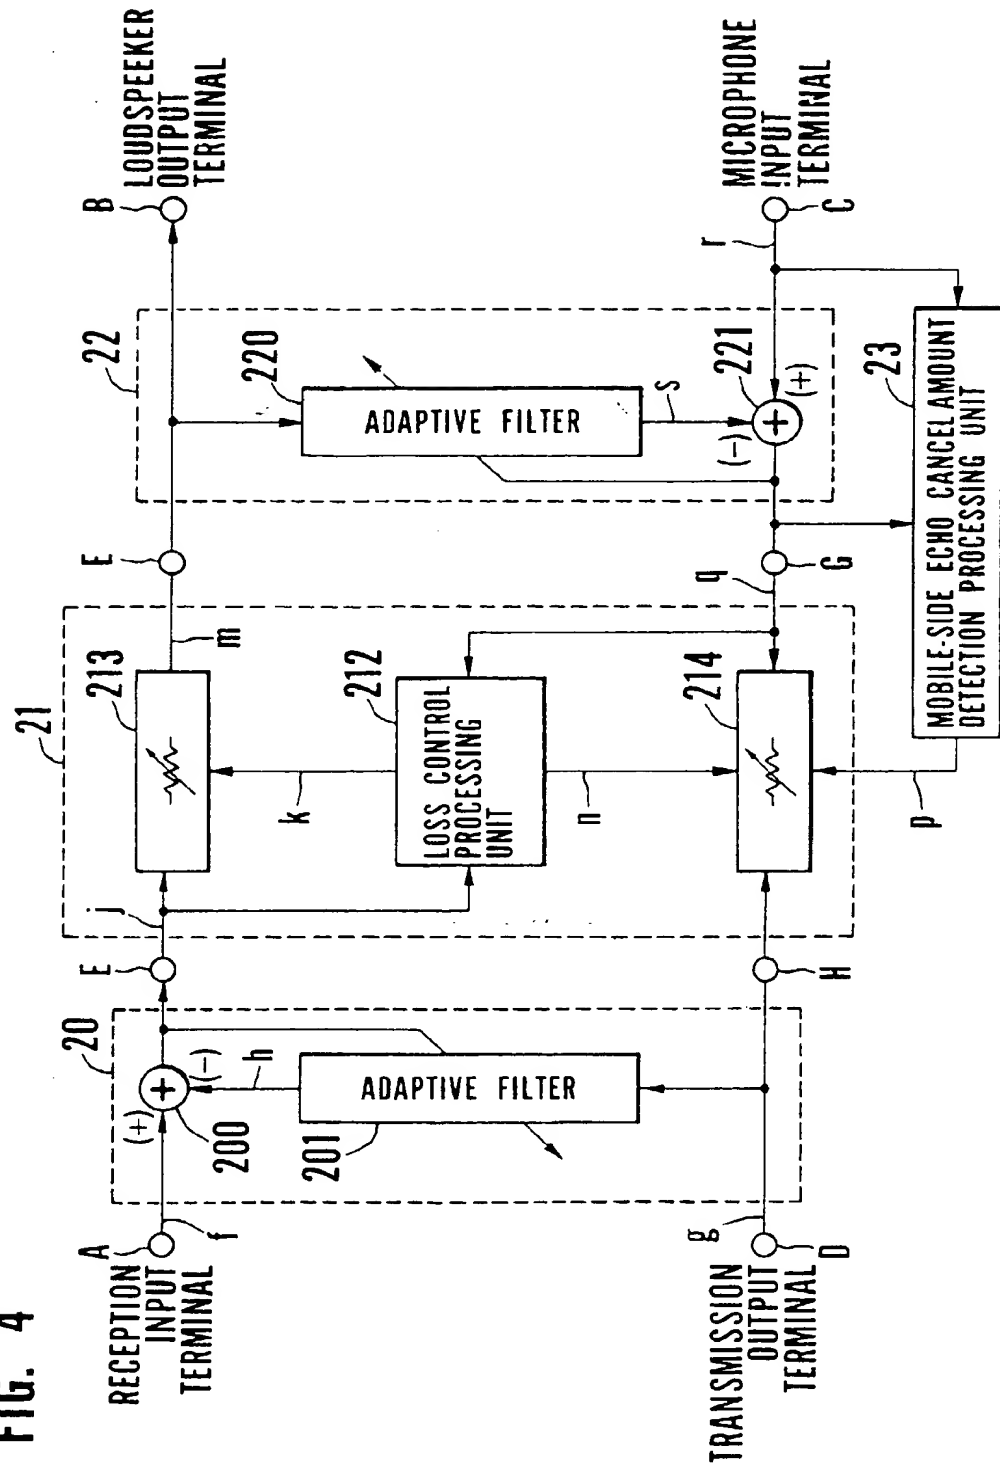 FIG. 4
RECEPTION
INPUT
TERMINAL
A
f
(+)
200
(-)
h
20
ADAPTIVE FILTER
201
E
j
21
213
m
E
k
212
LOSS CONTROL
PROCESSING
UNIT
n
214
22
220
ADAPTIVE FILTER
s
221
(-)
(+)
B
LOUDSPEEKER
OUTPUT
TERMINAL
MICROPHONE
INPUT
TERMINAL
C
r
G
q
23
MOBILE-SIDE ECHO CANCEL AMOUNT
DETECTION PROCESSING UNIT
p
H
TRANSMISSION
OUTPUT
TERMINAL
D
g